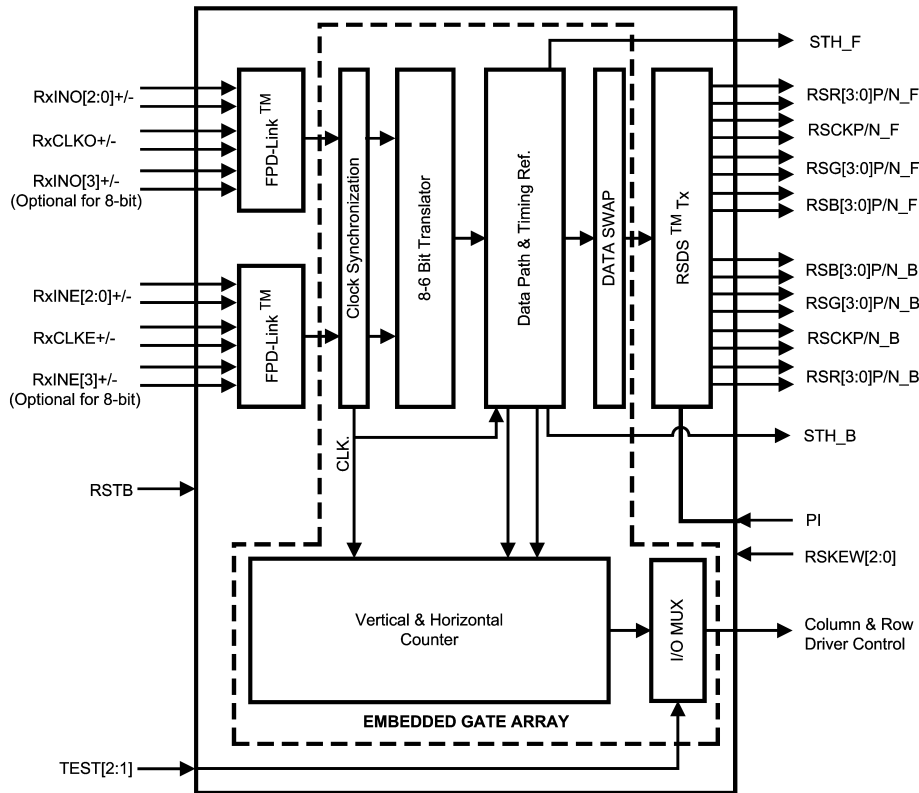 STH_F
RxINO[2:0]+/-
RxCLKO+/-
RxINO[3]+/-
(Optional for 8-bit)
RxINE[2:0]+/-
RxCLKE+/-
RxINE[3]+/-
(Optional for 8-bit)
FPD-Link TM
FPD-Link TM
Clock Synchronization
8-6 Bit Translator
Data Path & Timing Ref.
DATA SWAP
RSDS TM Tx
RSR[3:0]P/N_F
RSCKP/N_F
RSG[3:0]P/N_F
RSB[3:0]P/N_F
RSB[3:0]P/N_B
RSG[3:0]P/N_B
RSCKP/N_B
RSR[3:0]P/N_B
STH_B
CLK.
RSTB
PI
RSKEW[2:0]
Vertical & Horizontal
Counter
I/O MUX
Column & Row
Driver Control
EMBEDDED GATE ARRAY
TEST[2:1]